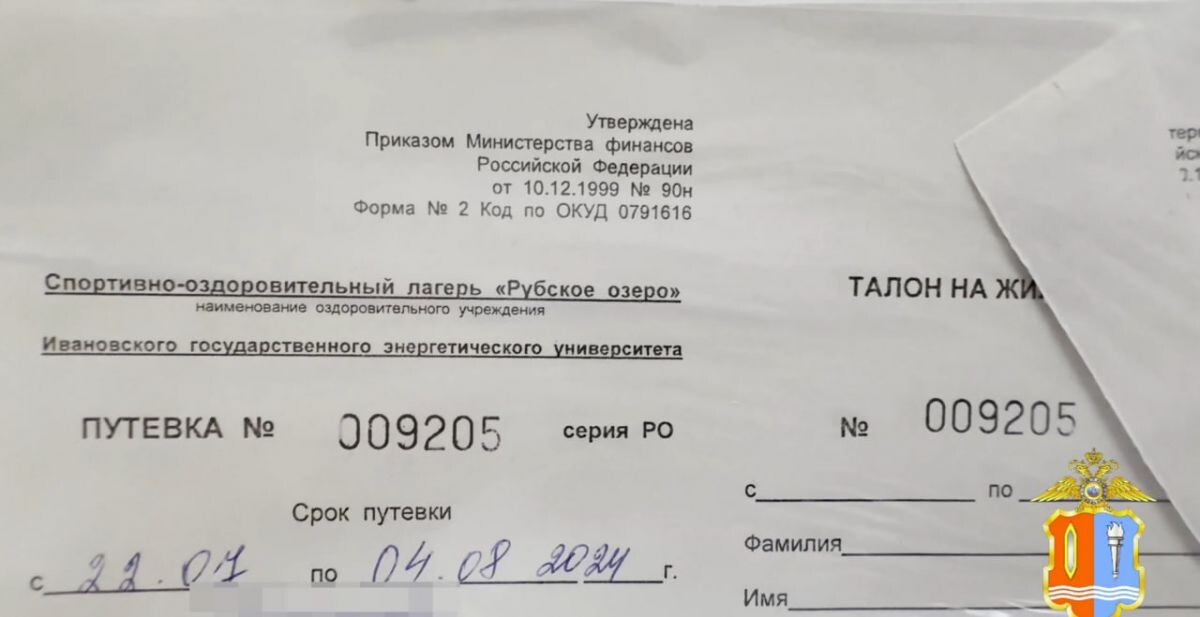 Утверждена
Приказом Министерства финансов
Российской Федерации
от 10.12.1999 № 90н
Форма № 2 Код по ОКУД 0791616
Спортивно-оздоровительный лагерь «Рубское озеро»
наименование оздоровительного учреждения
Ивановского государственного энергетического университета
ПУТЕВКА № 009205 серия РО
Срок путевки
с 22.07 по 04.08 2024 г.
ТАЛОН НА ЖИ
№ 009205
с по
Фамилия
Имя